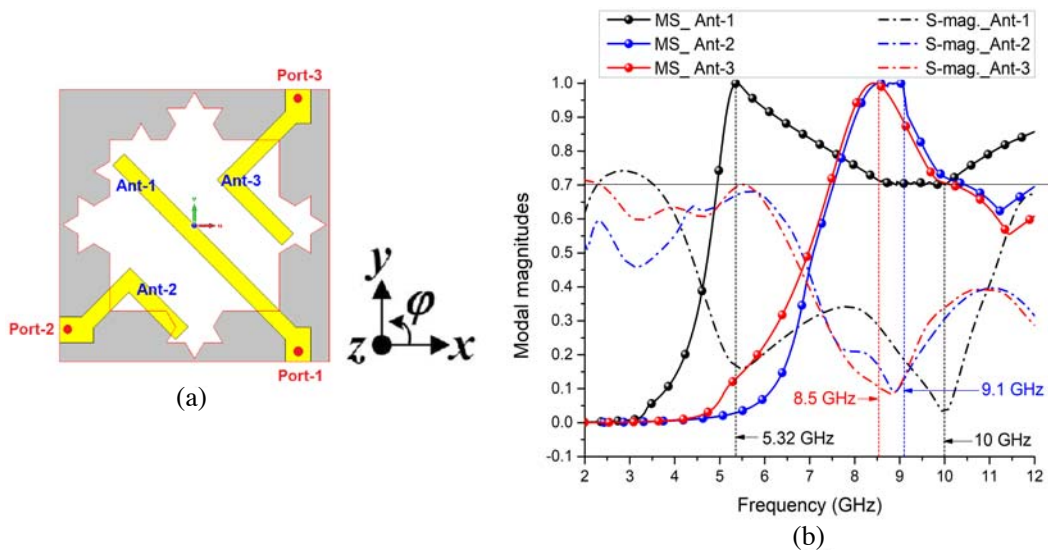 Port-3
Ant-1
Ant-3
Ant-2
Port-2
Port-1
y
φ
z
x
(a)
MS_ Ant-1
MS_ Ant-2
MS_ Ant-3
S-mag._Ant-1
S-mag._Ant-2
S-mag._Ant-3
1.0
0.9
0.8
0.7
0.6
0.5
0.4
0.3
0.2
0.1
0.0
-0.1
Modal magnitudes
8.5 GHz
9.1 GHz
5.32 GHz
10 GHz
2 3 4 5 6 7 8 9 10 11 12
Frequency (GHz)
(b)